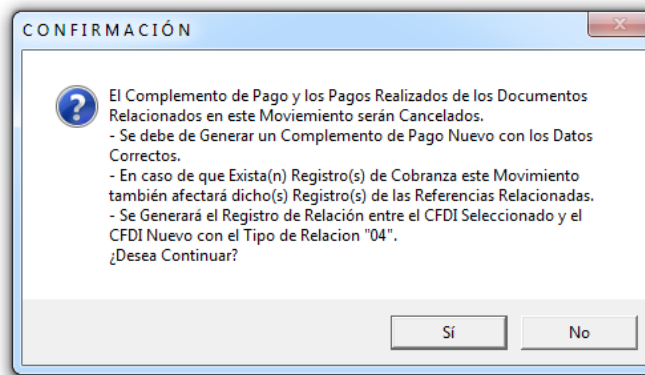 CONFIRMACIÓN
El Complemento de Pago y los Pagos Realizados de los Documentos
Relacionados en este Moviemiento serán Cancelados.
- Se debe de Generar un Complemento de Pago Nuevo con los Datos
Correctos.
- En caso de que Exista(n) Registro(s) de Cobranza este Movimiento
también afectará dicho(s) Registro(s) de las Referencias Relacionadas.
- Se Generará el Registro de Relación entre el CFDI Seleccionado y el
CFDI Nuevo con el Tipo de Relacion "04".
¿Desea Continuar?
Sí
No